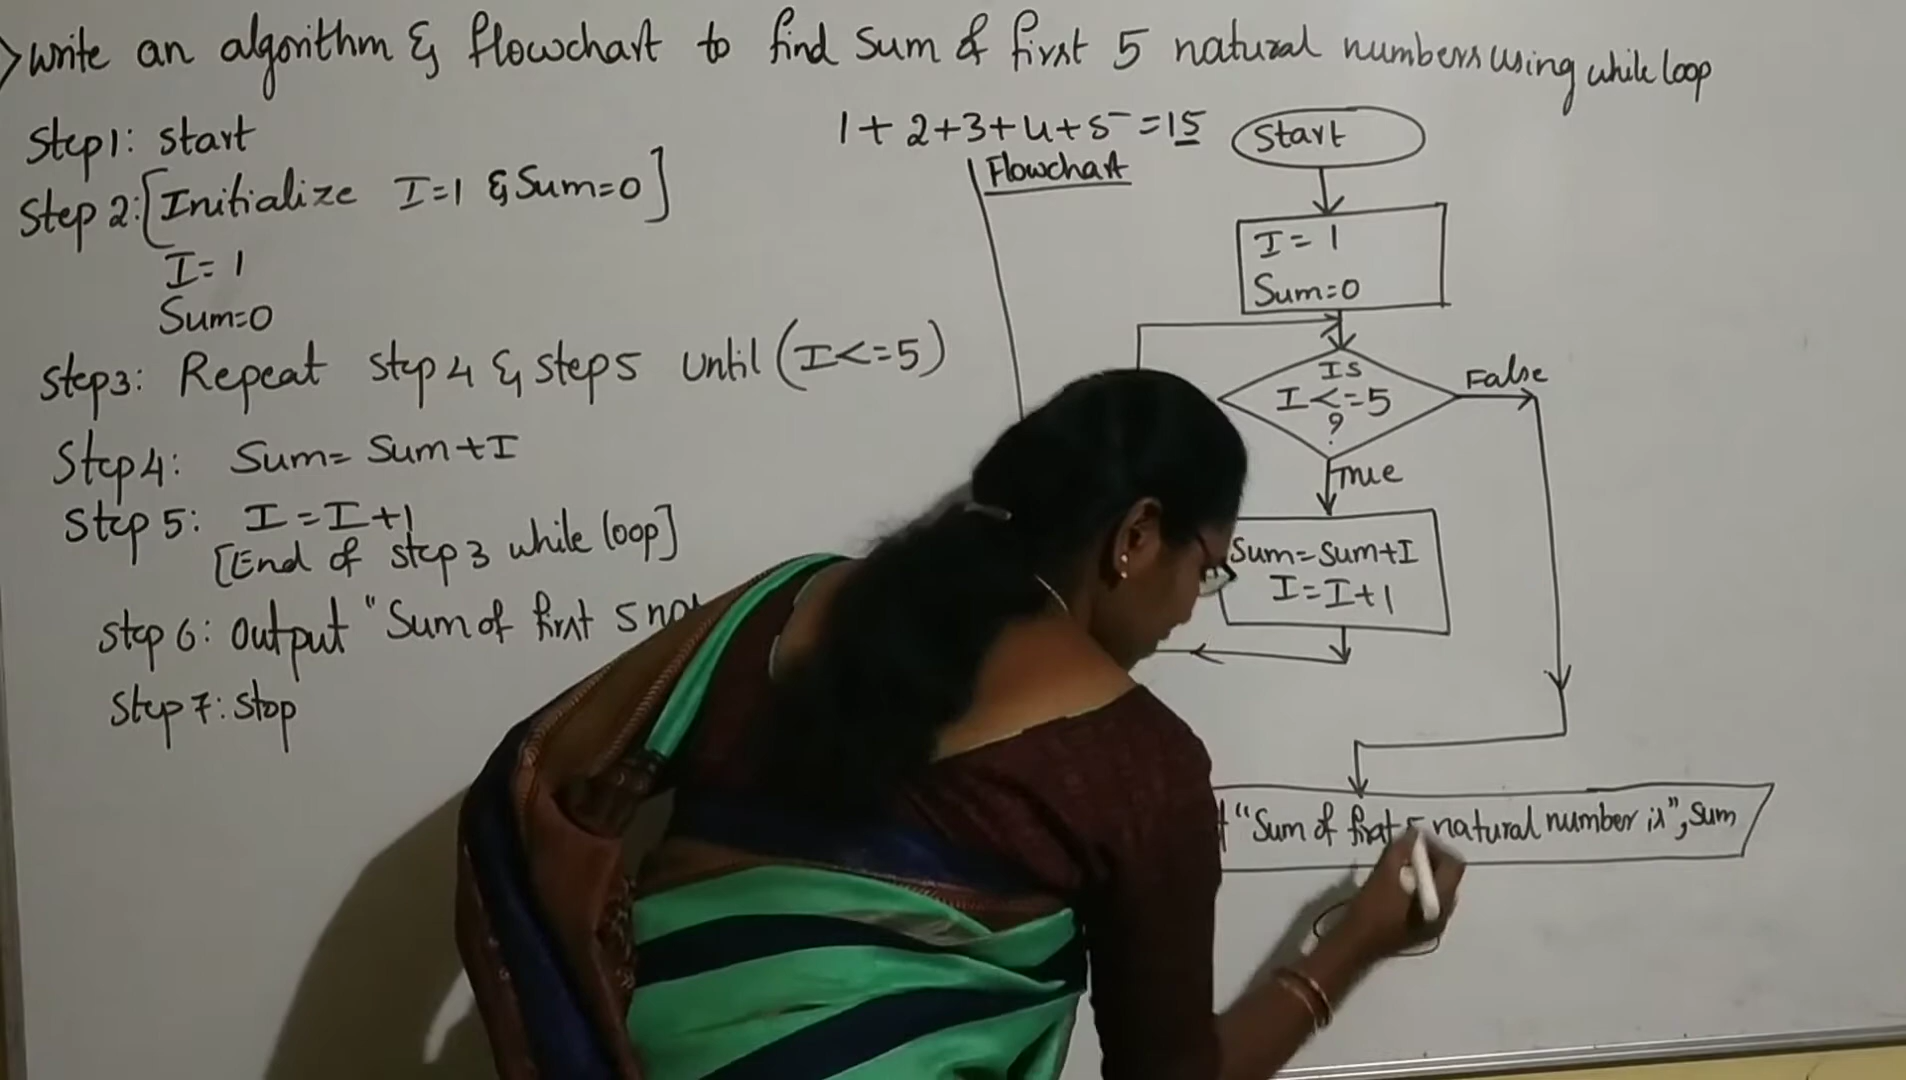 write an algorithm & flowchart to find sum of first 5 natural numbers using while loop
1+2+3+4+5=15
Step1: start
Step 2: [Initialize I=1 & Sum=0]
I=1
Sum=0
Step3: Repeat step 4 & step5 until (I<=5)
Step4: Sum= Sum+I
Step 5: I=I+1
[End of step 3 while loop]
Step 6: output "Sum of first 5
Step 7: stop
Flowchart
Start
I=1
Sum=0
IS
I<=5
?
False
True
Sum=Sum+I
I=I+1
"Sum of first 5 natural number is", Sum